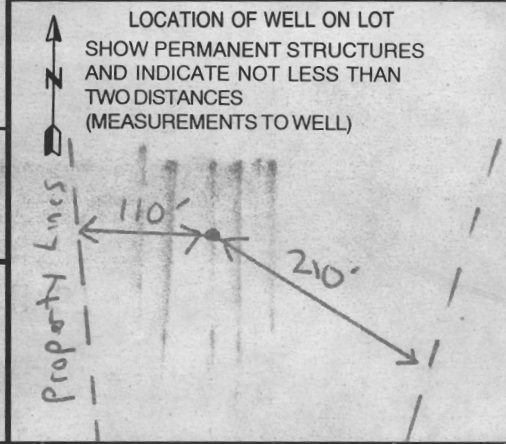 LOCATION OF WELL ON LOT
SHOW PERMANENT STRUCTURES
AND INDICATE NOT LESS THAN
TWO DISTANCES
(MEASUREMENTS TO WELL)
N
110'
210'
Property Lines